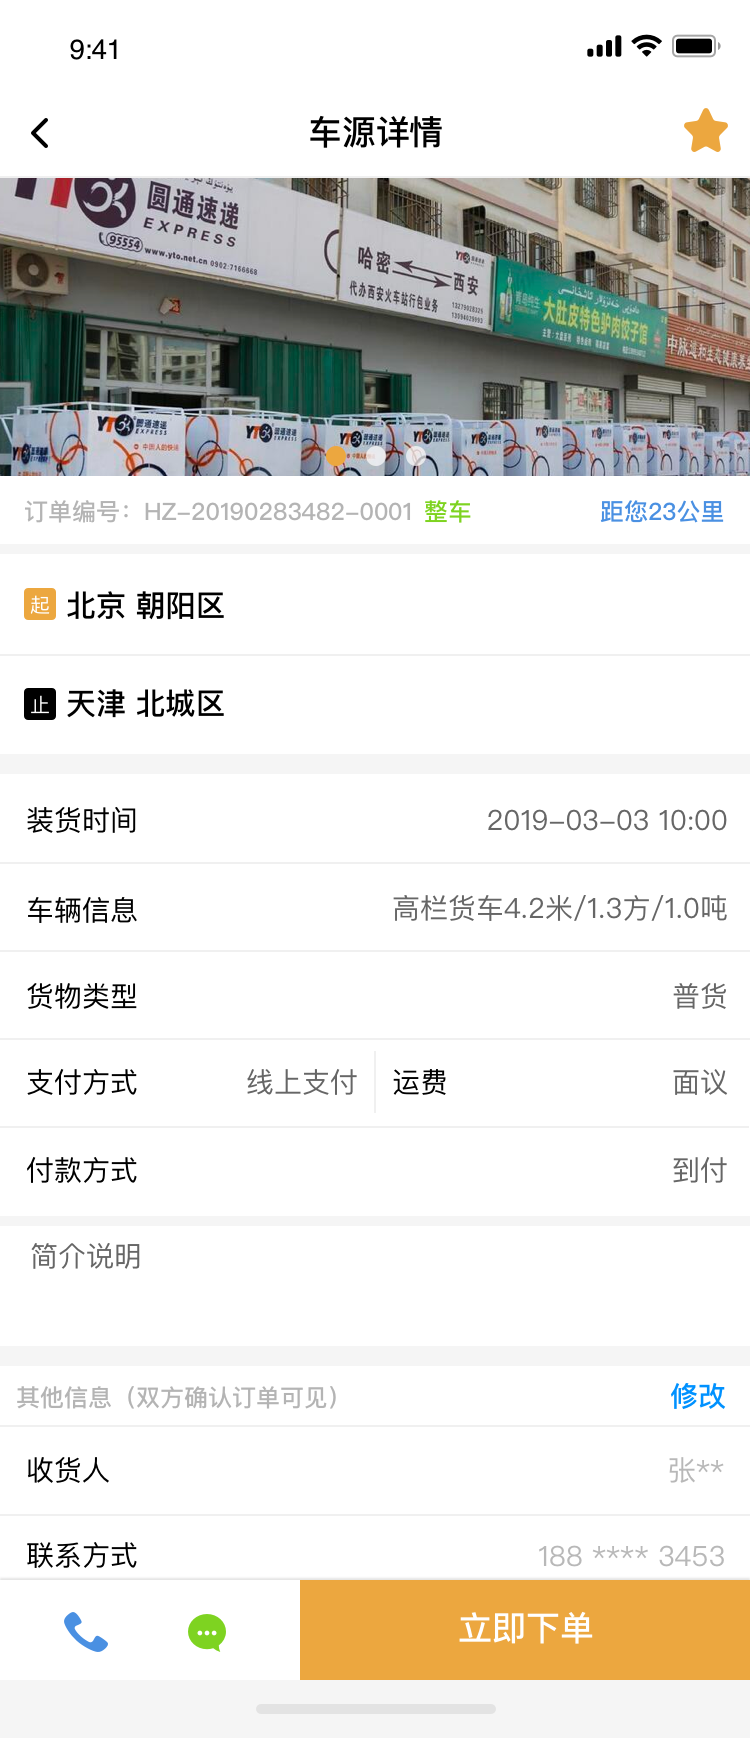 9:41
车源详情
圆通速递
EXPRESS
95554
www.yto.net.cn 0902:7166668
哈密 西安
YTO
代办西安火车站行包业务
大肚皮特色驴肉饺子馆
订单编号：HZ-20190283482-0001 整车 距您23公里
起 北京 朝阳区
止 天津 北城区
装货时间 2019-03-03 10:00
车辆信息 高栏货车4.2米/1.3方/1.0吨
货物类型 普货
支付方式 线上支付 运费 面议
付款方式 到付
简介说明
其他信息（双方确认订单可见） 修改
收货人 张**
联系方式 188 **** 3453
立即下单